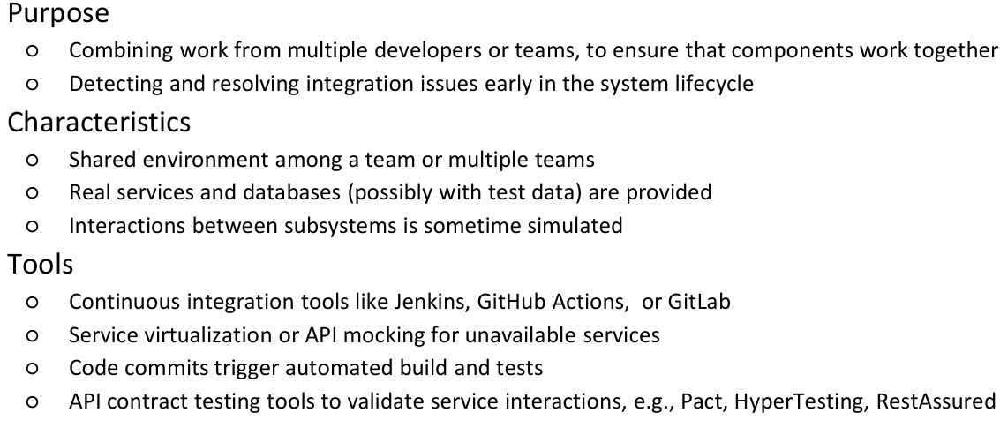 Purpose
○ Combining work from multiple developers or teams, to ensure that components work together
○ Detecting and resolving integration issues early in the system lifecycle
Characteristics
○ Shared environment among a team or multiple teams
○ Real services and databases (possibly with test data) are provided
○ Interactions between subsystems is sometime simulated
Tools
○ Continuous integration tools like Jenkins, GitHub Actions,  or GitLab
○ Service virtualization or API mocking for unavailable services
○ Code commits trigger automated build and tests
○ API contract testing tools to validate service interactions, e.g., Pact, HyperTesting, RestAssured